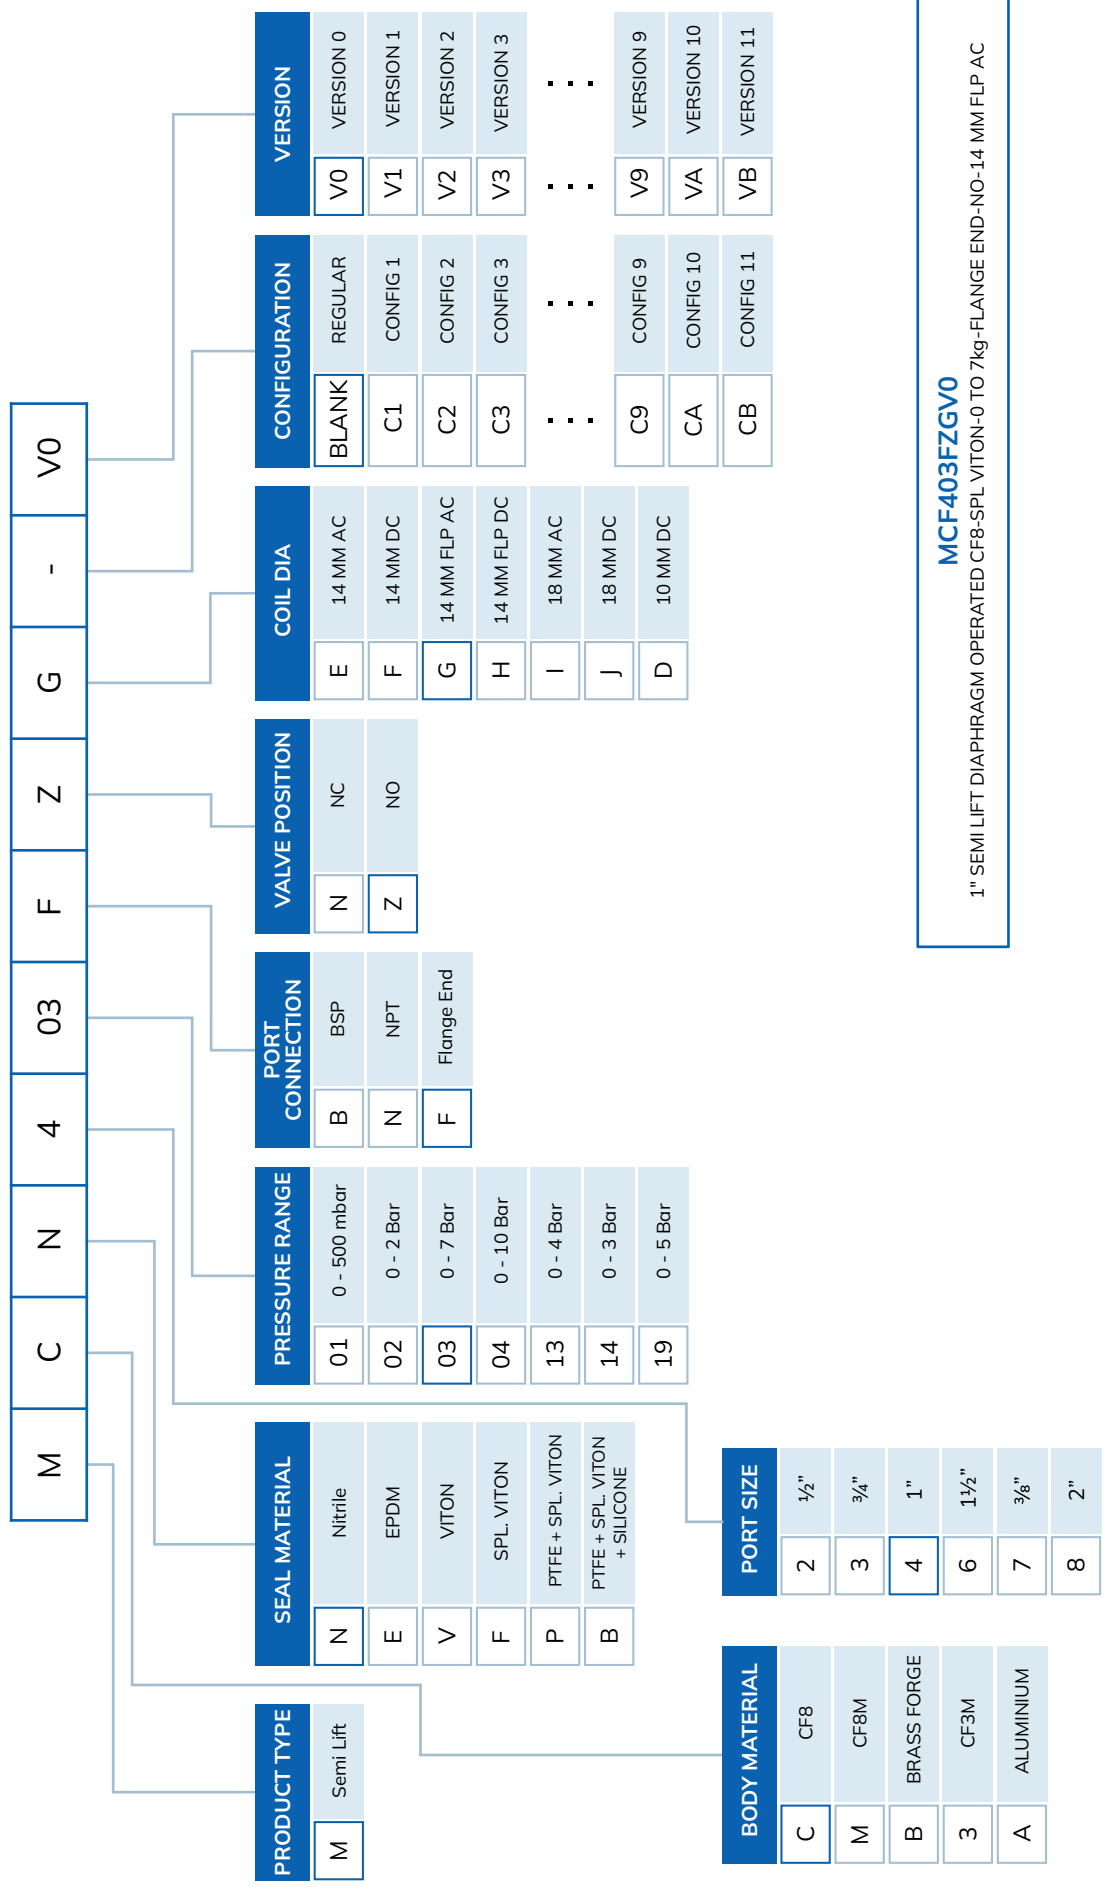 M C N 4 03 F Z G - V0
PRODUCT TYPE
M Semi Lift
SEAL MATERIAL
N Nitrile
E EPDM
V VITON
F SPL. VITON
P PTFE + SPL. VITON
B PTFE + SPL. VITON
+ SILICONE
PRESSURE RANGE
01 0 - 500 mbar
02 0 - 2 Bar
03 0 - 7 Bar
04 0 - 10 Bar
13 0 - 4 Bar
14 0 - 3 Bar
19 0 - 5 Bar
PORT
CONNECTION
B BSP
N NPT
F Flange End
VALVE POSITION
N NC
Z NO
COIL DIA
E 14 MM AC
F 14 MM DC
G 14 MM FLP AC
H 14 MM FLP DC
I 18 MM AC
J 18 MM DC
D 10 MM DC
CONFIGURATION
BLANK REGULAR
C1 CONFIG 1
C2 CONFIG 2
C3 CONFIG 3
. . . . . .
C9 CONFIG 9
CA CONFIG 10
CB CONFIG 11
VERSION
V0 VERSION 0
V1 VERSION 1
V2 VERSION 2
V3 VERSION 3
. . . . . .
V9 VERSION 9
VA VERSION 10
VB VERSION 11
BODY MATERIAL
C CF8
M CF8M
B BRASS FORGE
3 CF3M
A ALUMINIUM
PORT SIZE
2 ½”
3 ¾”
4 1”
6 1½”
7 ⅜”
8 2”
MCF403FZGV0
1" SEMI LIFT DIAPHRAGM OPERATED CF8-SPL VITON-0 TO 7kg-FLANGE END-NO-14 MM FLP AC